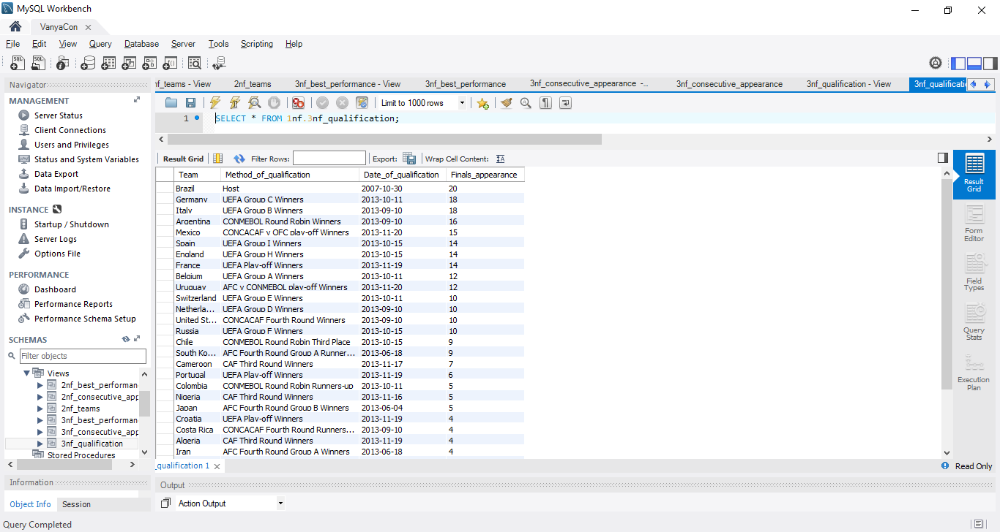 MySQL Workbench
VanyaCon
File Edit View Query Database Server Tools Scripting Help
Navigator
MANAGEMENT
Server Status
Client Connections
Users and Privileges
Status and System Variables
Data Export
Data Import/Restore
INSTANCE
Startup / Shutdown
Server Logs
Options File
PERFORMANCE
Dashboard
Performance Reports
Performance Schema Setup
SCHEMAS
Filter objects
Views
2nf_best_performan
2nf_consecutive_app
2nf_teams
3nf_best_performan
3nf_consecutive_app
3nf_qualification
Stored Procedures
Information
Object Info Session
Query Completed
nf_teams - View 2nf_teams 3nf_best_performance - View 3nf_best_performance 3nf_consecutive_appearance -... 3nf_consecutive_appearance 3nf_qualification - View 3nf_qualificati
Limit to 1000 rows
1 SELECT * FROM 1nf.3nf_qualification;
Result Grid Filter Rows: Export: Wrap Cell Content:
Team Method_of_qualification Date_of_qualification Finals_appearance
Brazil Host 2007-10-30 20
Germany UEFA Group C Winners 2013-10-11 18
Italy UEFA Group B Winners 2013-09-10 18
Argentina CONMEBOL Round Robin Winners 2013-09-10 16
Mexico CONCACAF v OFC play-off Winners 2013-11-20 15
Spain UEFA Group I Winners 2013-10-15 14
England UEFA Group H Winners 2013-10-15 14
France UEFA Play-off Winners 2013-11-19 14
Belgium UEFA Group A Winners 2013-10-11 12
Uruguay AFC v CONMEBOL play-off Winners 2013-11-20 12
Switzerland UEFA Group E Winners 2013-10-11 10
Netherla... UEFA Group D Winners 2013-09-10 10
United St... CONCACAF Fourth Round Winners 2013-09-10 10
Russia UEFA Group F Winners 2013-10-15 10
Chile CONMEBOL Round Robin Third Place 2013-10-15 9
South Ko... AFC Fourth Round Group A Runner... 2013-06-18 9
Cameroon CAF Third Round Winners 2013-11-17 7
Portugal UEFA Play-off Winners 2013-11-19 6
Colombia CONMEBOL Round Robin Runners-up 2013-10-11 5
Nigeria CAF Third Round Winners 2013-11-16 5
Japan AFC Fourth Round Group B Winners 2013-06-04 5
Croatia UEFA Play-off Winners 2013-11-19 4
Costa Rica CONCACAF Fourth Round Runners... 2013-09-10 4
Algeria CAF Third Round Winners 2013-11-19 4
Iran AFC Fourth Round Group A Winners 2013-06-18 4
Result
Grid
Form
Editor
Field
Types
Query
Stats
Execution
Plan
_qualification 1
Read Only
Output
Action Output